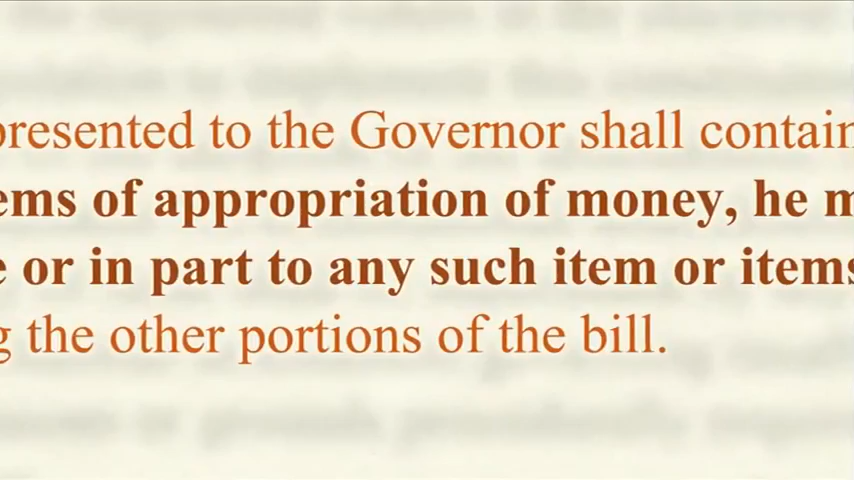 presented to the Governor shall contain
ems of appropriation of money, he m
e or in part to any such item or items
g the other portions of the bill.